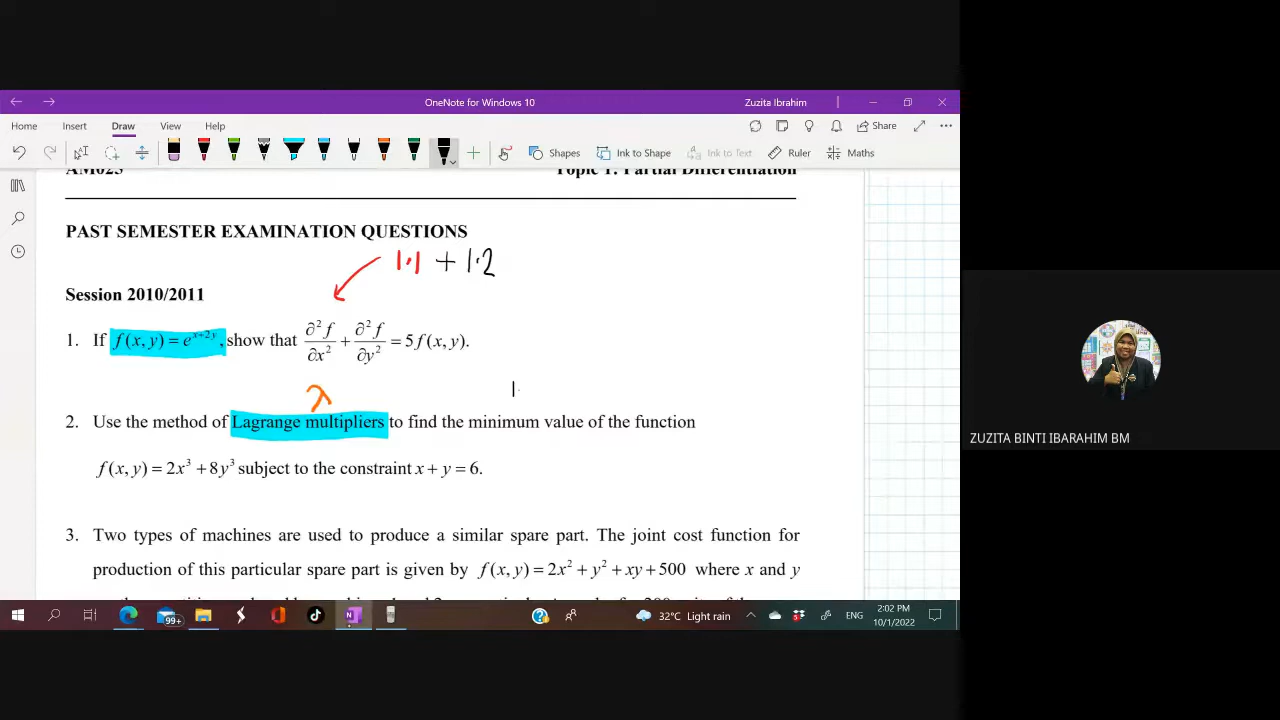 OneNote for Windows 10
Zuzita Ibrahim
Home Insert Draw View Help
Share
Shapes Ink to Shape Ink to Text Ruler Maths
AM025 Topic 1: Partial Differentiation
PAST SEMESTER EXAMINATION QUESTIONS
1.1 + 1.2
Session 2010/2011
1. If f(x, y) = e^{x+2y}, show that ∂²f/∂x² + ∂²f/∂y² = 5f(x, y).
λ
2. Use the method of Lagrange multipliers to find the minimum value of the function
f(x, y) = 2x³ + 8y³ subject to the constraint x + y = 6.
3. Two types of machines are used to produce a similar spare part. The joint cost function for
production of this particular spare part is given by f(x, y) = 2x² + y² + xy + 500 where x and y
ZUZITA BINTI IBARAHIM BM
99+
32°C Light rain
5
ENG
2:02 PM
10/1/2022